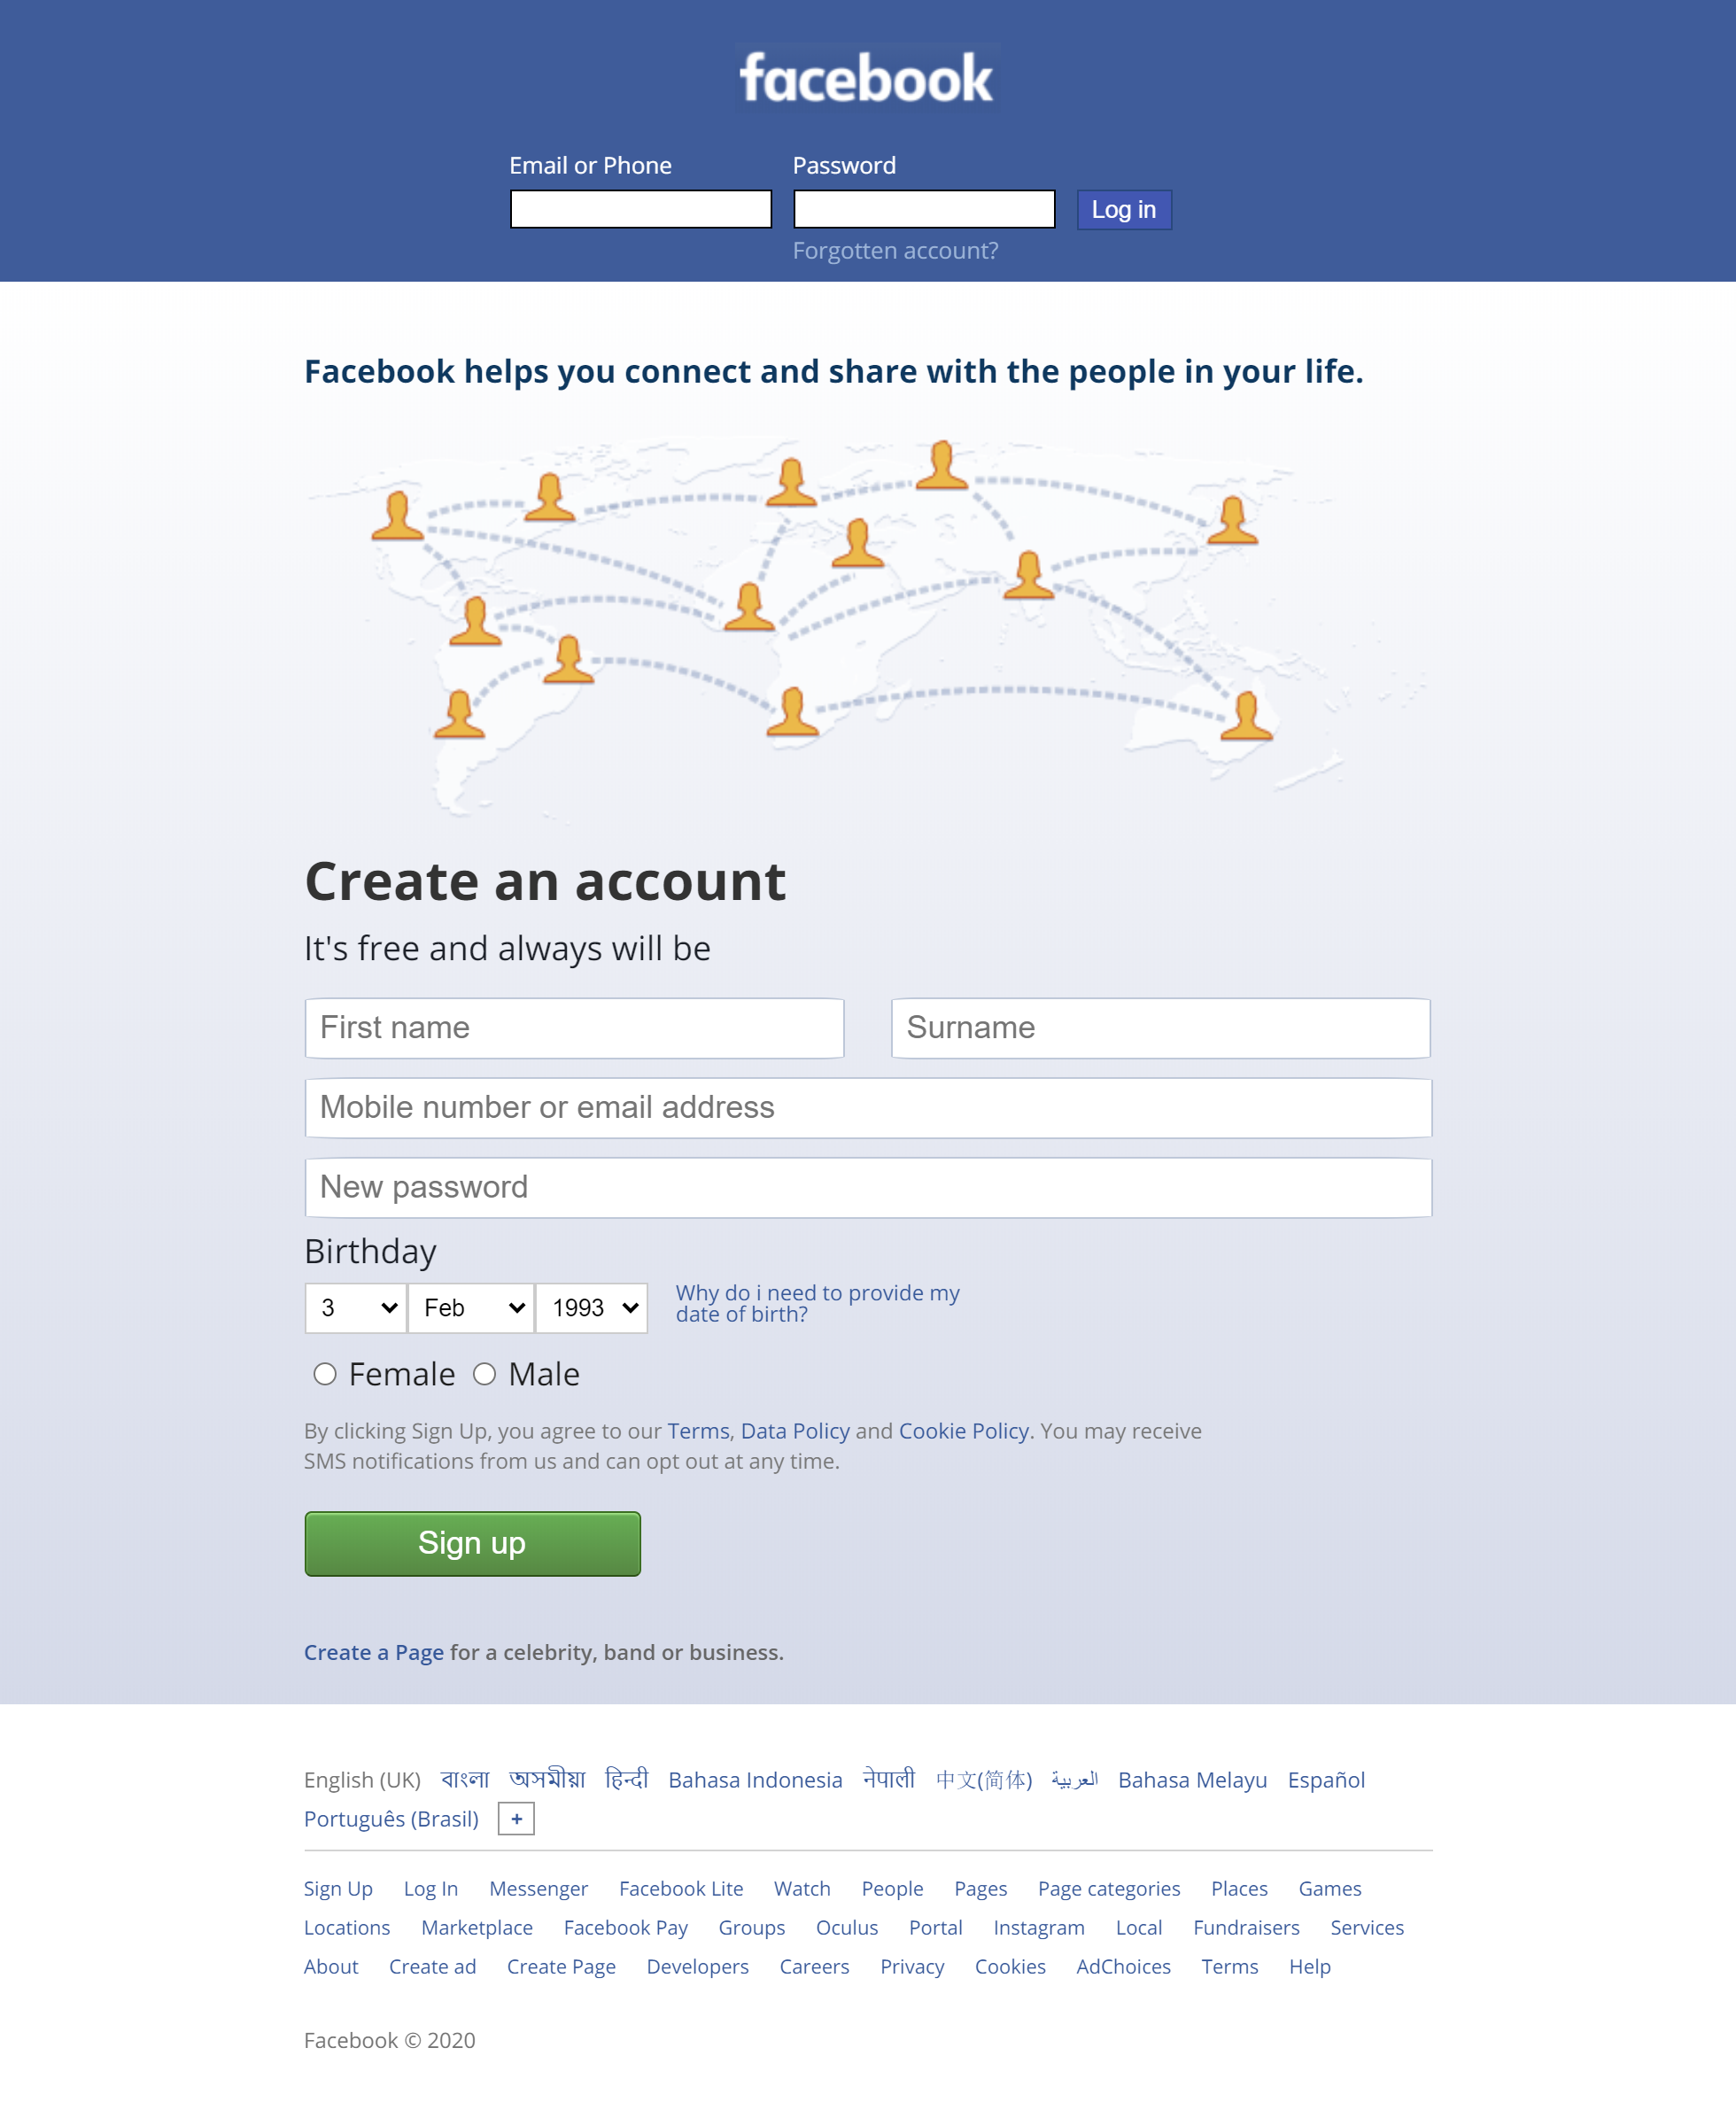 facebook
Email or Phone Password
Log in
Forgotten account?
Facebook helps you connect and share with the people in your life.
Create an account
It's free and always will be
First name Surname
Mobile number or email address
New password
Birthday
3 Feb 1993 Why do i need to provide my
date of birth?
Female Male
By clicking Sign Up, you agree to our Terms, Data Policy and Cookie Policy. You may receive
SMS notifications from us and can opt out at any time.
Sign up
Create a Page for a celebrity, band or business.
English (UK) বাংলা অসমীয়া हिन्दी Bahasa Indonesia नेपाली 中文(简体) العربية Bahasa Melayu Español
Português (Brasil) +
Sign Up Log In Messenger Facebook Lite Watch People Pages Page categories Places Games
Locations Marketplace Facebook Pay Groups Oculus Portal Instagram Local Fundraisers Services
About Create ad Create Page Developers Careers Privacy Cookies AdChoices Terms Help
Facebook © 2020